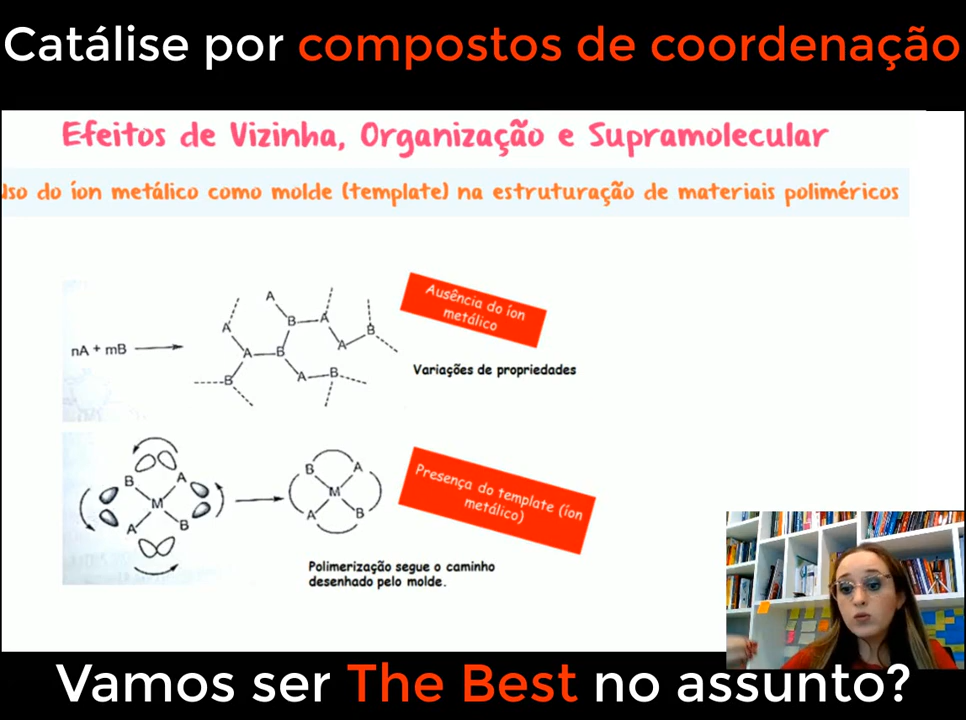 Catálise por compostos de coordenação
Efeitos de Vizinha, Organização e Supramolecular
Uso do íon metálico como molde (template) na estruturação de materiais poliméricos
Ausência do íon
metálico
nA + mB
A
B
A
A
B
A
A
B
B
A
B
Variações de propriedades
B
A
M
A
B
B
A
M
A
B
Presença do template (íon
metálico)
Polimerização segue o caminho
desenhado pelo molde.
Vamos ser The Best no assunto?